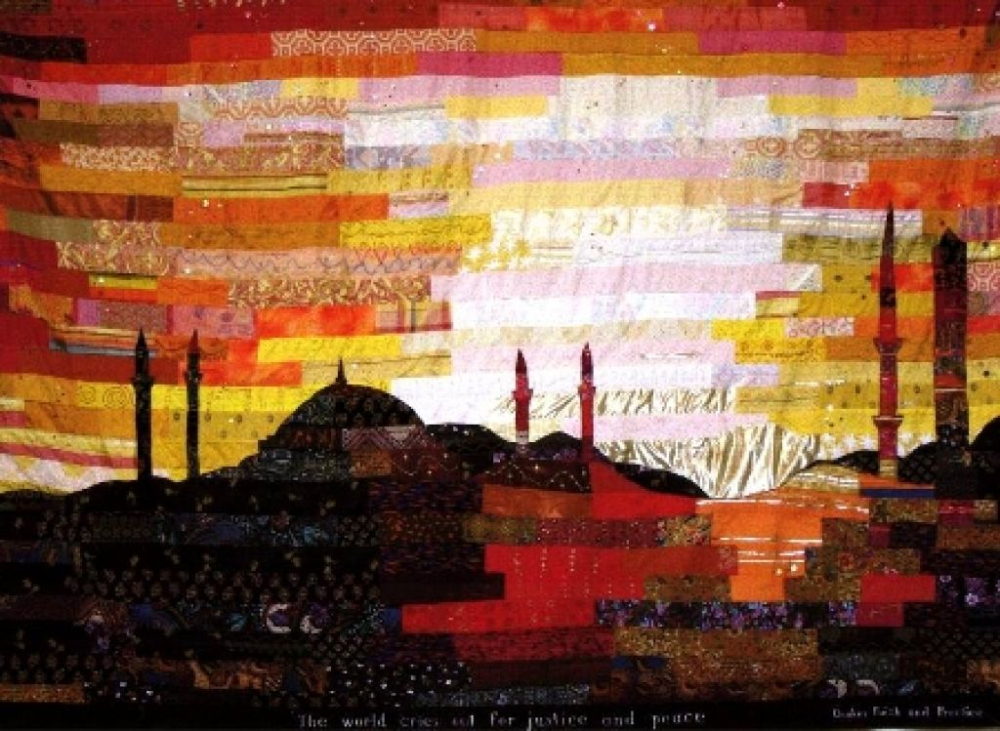 The world cries out for justice and peace
Quaker Faith and Practice